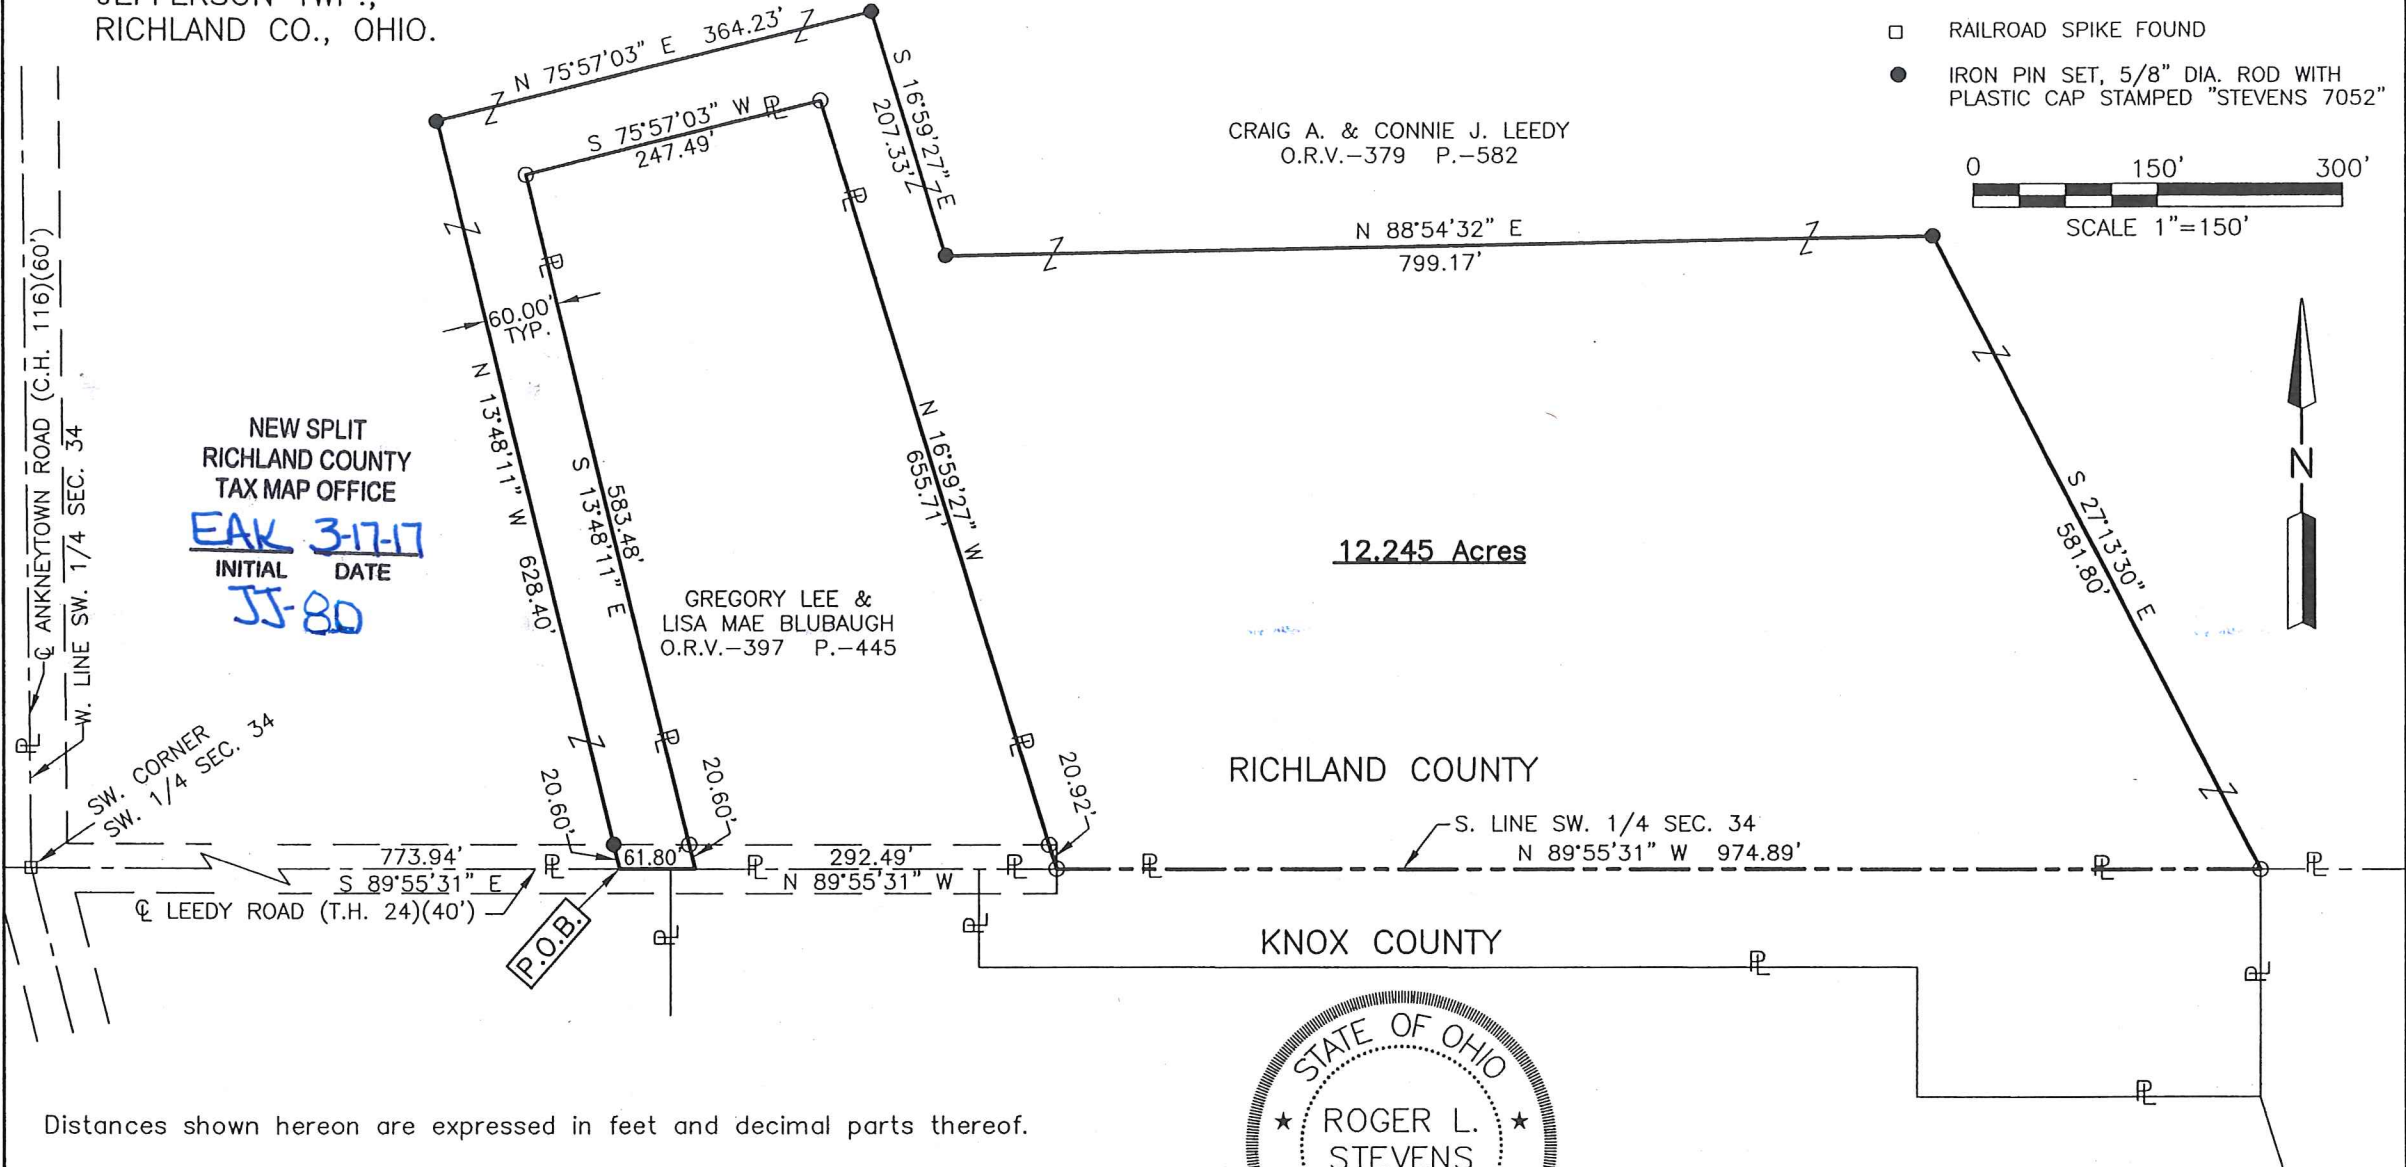 RICHLAND CO., OHIO.
RAILROAD SPIKE FOUND
IRON PIN SET, 5/8" DIA. ROD WITH
PLASTIC CAP STAMPED "STEVENS 7052"
0 150' 300'
SCALE 1"=150'
N 75°57'03" E 364.23'
S 75°57'03" W PL
247.49'
S 16°59'27" E
207.33'
CRAIG A. & CONNIE J. LEEDY
O.R.V.-379 P.-582
N 88°54'32" E
799.17'
60.00'
TYP.
N 13°48'11" W 628.40'
583.48'
S 13°48'11" E
N 16°59'27" W
655.71'
S 27°13'30" E
581.80'
N
12.245 Acres
CL ANKNEYTOWN ROAD (C.H. 116)(60')
W. LINE SW. 1/4 SEC. 34
NEW SPLIT
RICHLAND COUNTY
TAX MAP OFFICE
EAK 3-17-17
INITIAL DATE
JJ-80
GREGORY LEE &
LISA MAE BLUBAUGH
O.R.V.-397 P.-445
SW. CORNER
SW. 1/4 SEC. 34
20.60'
20.60'
20.92'
RICHLAND COUNTY
S. LINE SW. 1/4 SEC. 34
N 89°55'31" W 974.89'
773.94'
S 89°55'31" E
61.80'
292.49'
N 89°55'31" W
CL LEEDY ROAD (T.H. 24)(40')
P.O.B.
KNOX COUNTY
STATE OF OHIO
ROGER L.
STEVENS
Distances shown hereon are expressed in feet and decimal parts thereof.